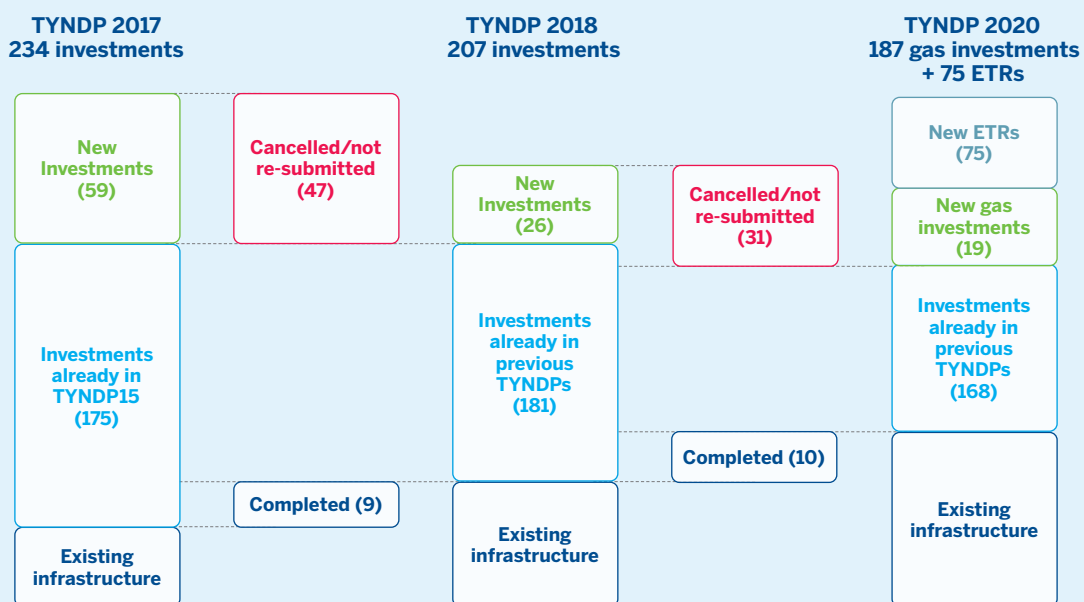 TYNDP 2017
234 investments
New
Investments
(59)
Investments
already in
TYNDP15
(175)
Existing
infrastructure
Cancelled/not
re-submitted
(47)
Completed (9)
TYNDP 2018
207 investments
New
Investments
(26)
Investments
already in
previous
TYNDPs
(181)
Existing
infrastructure
Cancelled/not
re-submitted
(31)
Completed (10)
TYNDP 2020
187 gas investments
+ 75 ETRs
New ETRs
(75)
New gas
investments
(19)
Investments
already in
previous
TYNDPs
(168)
Existing
infrastructure